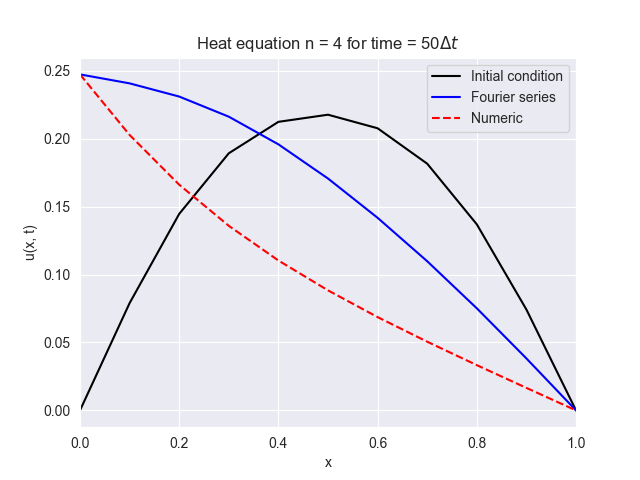 Heat equation n = 4 for time = 50Δt
Initial condition
Fourier series
Numeric
u(x, t)
0.25
0.20
0.15
0.10
0.05
0.00
0.0 0.2 0.4 0.6 0.8 1.0
x